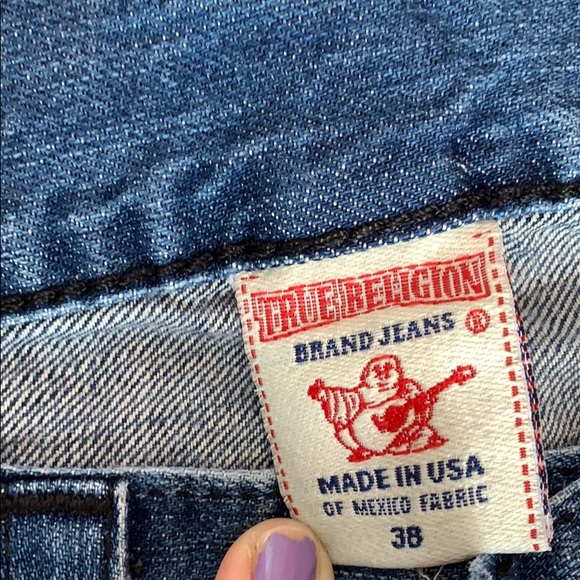 TRUE RELIGION
BRAND JEANS ®
MADE IN USA
OF MEXICO FABRIC
38